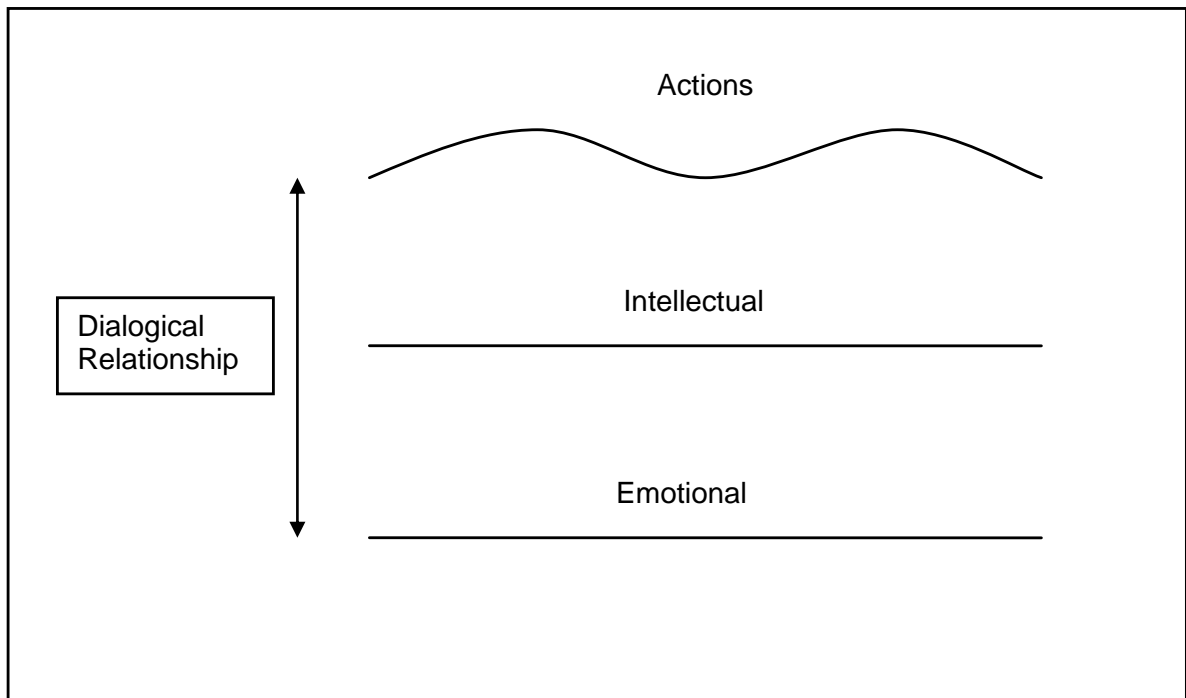 Actions
Intellectual
Dialogical
Relationship
Emotional